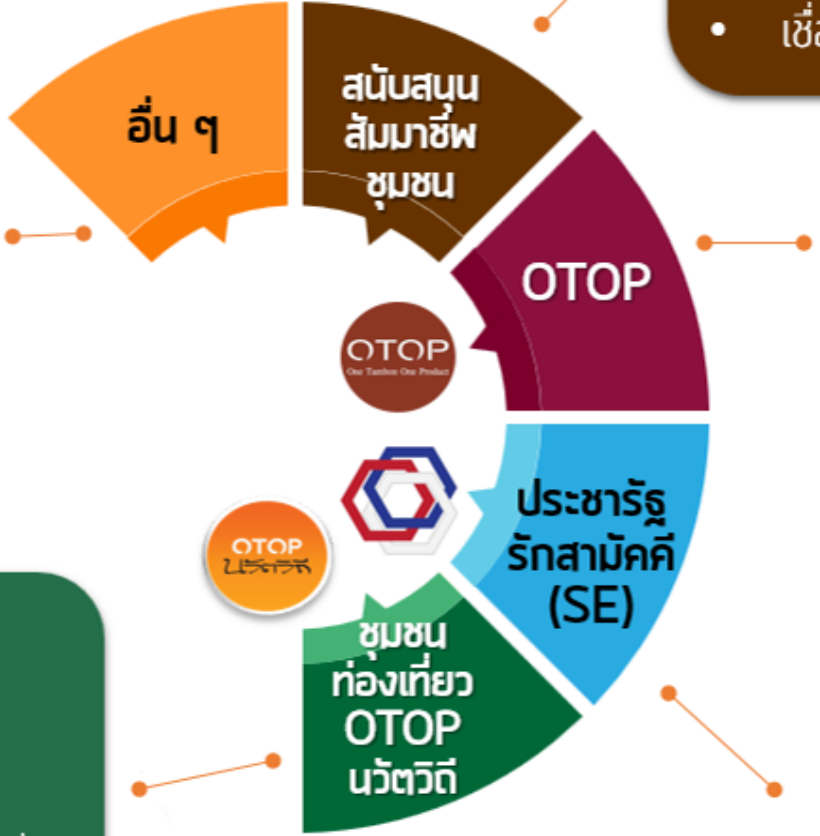 อื่น ๆ
สนับสนุน
สัมมาชีพ
ชุมชน
OTOP
OTOP
One Tambon One Product
ประชารัฐ
รักสามัคคี
(SE)
OTOP
นวัตวิถี
ชุมชน
ท่องเที่ยว
OTOP
นวัตวิถี